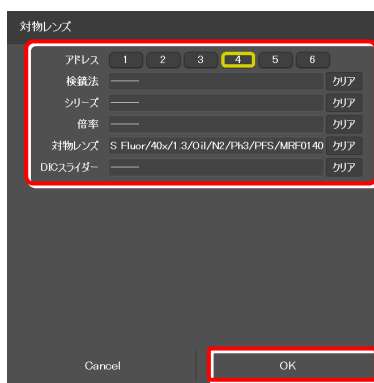 対物レンズ
アドレス 1 2 3 4 5 6
検鏡法 ―― クリア
シリーズ ―― クリア
倍率 ―― クリア
対物レンズ S Fluor/40x/1.3/Oil/N2/Ph3/PFS/MRF0140 クリア
DICスライダー ―― クリア
Cancel OK